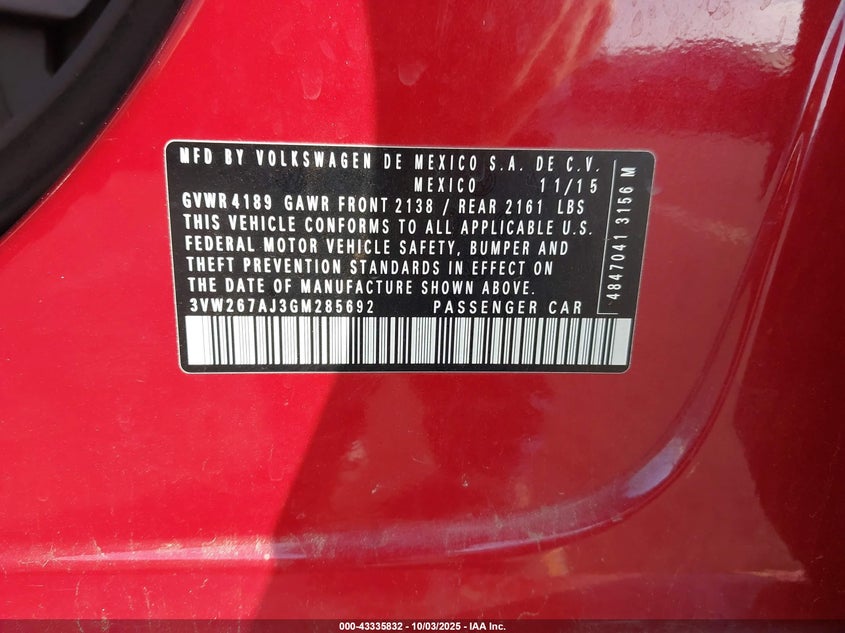 MFD BY VOLKSWAGEN DE MEXICO S.A. DE C.V.
MEXICO 11/15
GVWR 4189 GAWR FRONT 2138 / REAR 2161 LBS
THIS VEHICLE CONFORMS TO ALL APPLICABLE U.S.
FEDERAL MOTOR VEHICLE SAFETY, BUMPER AND
THEFT PREVENTION STANDARDS IN EFFECT ON
THE DATE OF MANUFACTURE SHOWN ABOVE.
3VW267AJ3GM285692 PASSENGER CAR
4847041 3156 M
000-43335832 - 10/03/2025 - IAA Inc.